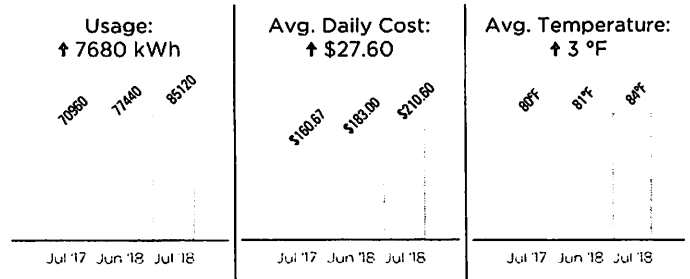 Usage:
↑ 7680 kWh
70960 77440 85120
Jul '17 Jun '18 Jul '18
Avg. Daily Cost:
↑ $27.60
$160.67 $183.00 $210.60
Jul '17 Jun '18 Jul '18
Avg. Temperature:
↑ 3 °F
80°F 81°F 84°F
Jul '17 Jun '18 Jul '18